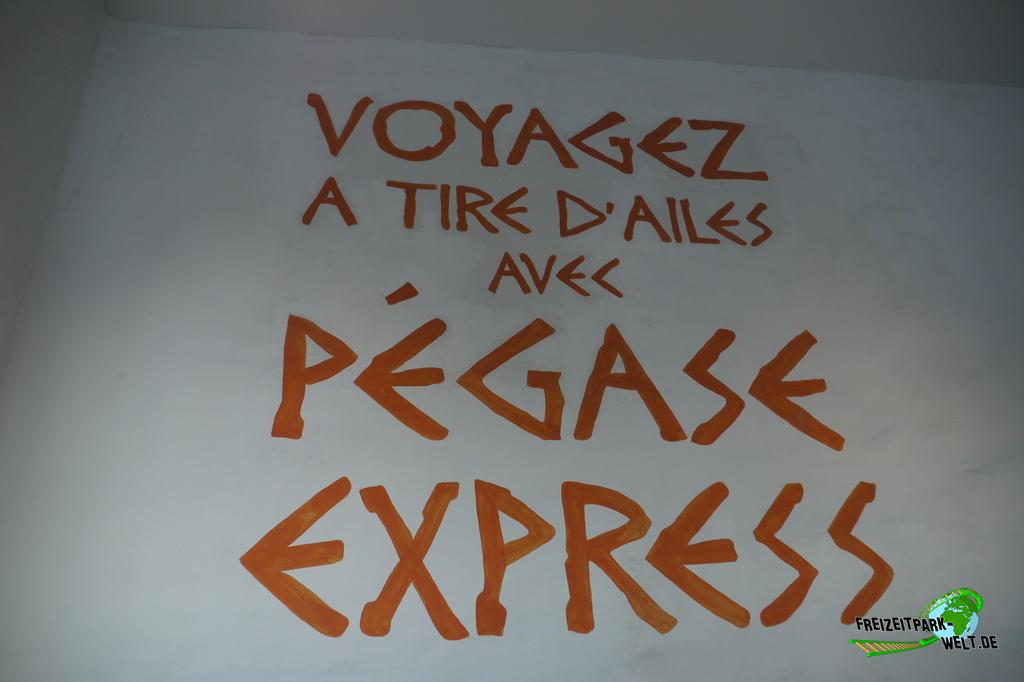 VOYAGEZ
A TIRE D'AILES
AVEC
PÉGASE
EXPRESS
FREIZEITPARK-
WELT.DE